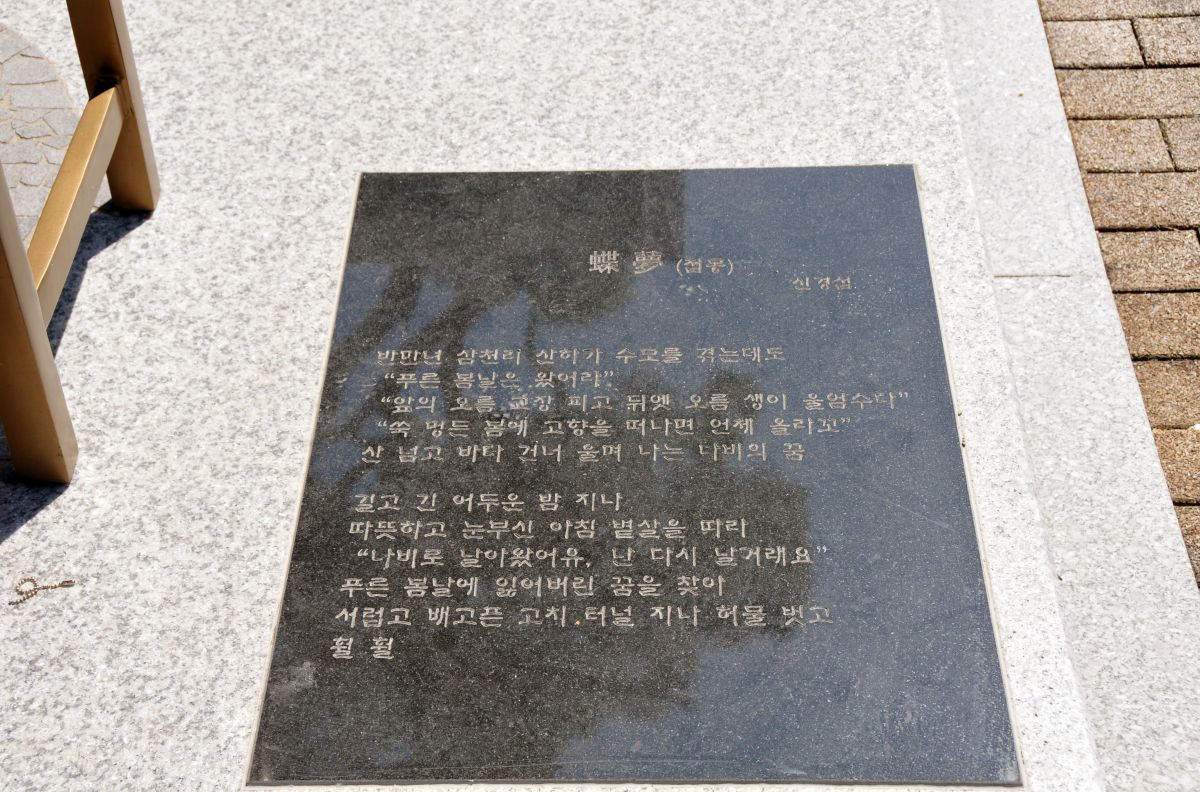 蝶夢 (접몽)
신경섭
반만년 삼천리 산하가 수모를 겪는데도
“푸른 봄날은 왔어라”
“앞의 오름 고장 피고 뒤엣 오름 생이 울엄수다”
“쑥 멍든 봄에 고향을 떠나면 언제 올라꼬”
산 넘고 바다 건너 울며 나는 나비의 꿈
길고 긴 어두운 밤 지나
따뜻하고 눈부신 아침 볕살을 따라
“나비로 날아왔어유, 난 다시 날거래요”
푸른 봄날에 잃어버린 꿈을 찾아
서럽고 배고픈 고치 터널 지나 허물 벗고
훨 훨